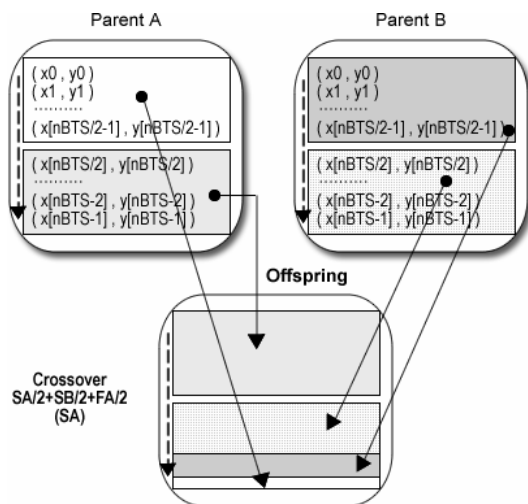 Parent A
( x0 , y0 )
( x1 , y1 )
..........
( x[nBTS/2-1] , y[nBTS/2-1] )
( x[nBTS/2] , y[nBTS/2] )
..........
( x[nBTS-2] , y[nBTS-2] )
( x[nBTS-1] , y[nBTS-1] )
Parent B
( x0 , y0 )
( x1 , y1 )
..........
( x[nBTS/2-1] , y[nBTS/2-1] )
( x[nBTS/2] , y[nBTS/2] )
..........
( x[nBTS-2] , y[nBTS-2] )
( x[nBTS-1] , y[nBTS-1] )
Offspring
Crossover
SA/2+SB/2+FA/2
(SA)